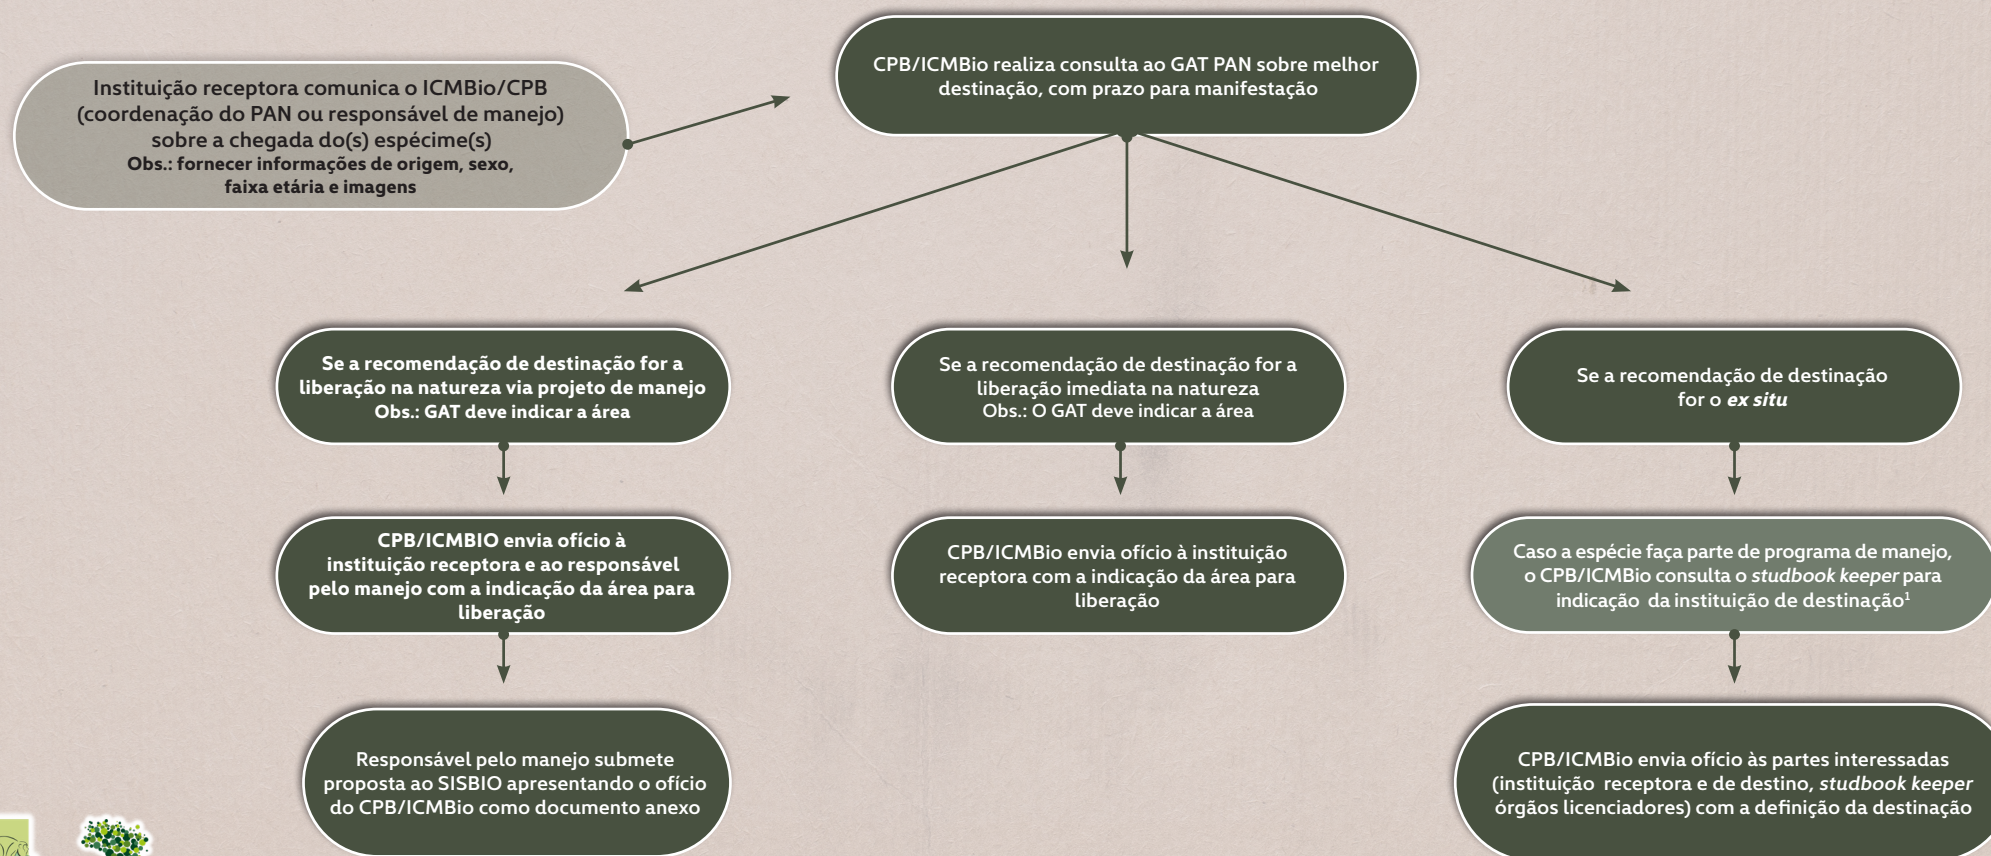 Instituição receptora comunica o ICMBio/CPB
(coordenação do PAN ou responsável de manejo)
sobre a chegada do(s) espécime(s)
Obs.: fornecer informações de origem, sexo,
faixa etária e imagens
CPB/ICMBio realiza consulta ao GAT PAN sobre melhor
destinação, com prazo para manifestação
Se a recomendação de destinação for a
liberação na natureza via projeto de manejo
Obs.: GAT deve indicar a área
CPB/ICMBIO envia ofício à
instituição receptora e ao responsável
pelo manejo com a indicação da área para
liberação
Responsável pelo manejo submete
proposta ao SISBIO apresentando o ofício
do CPB/ICMBio como documento anexo
Se a recomendação de destinação for a
liberação imediata na natureza
Obs.: O GAT deve indicar a área
CPB/ICMBio envia ofício à instituição
receptora com a indicação da área para
liberação
Se a recomendação de destinação
for o ex situ
Caso a espécie faça parte de programa de manejo,
o CPB/ICMBio consulta o studbook keeper para
indicação da instituição de destinação¹
CPB/ICMBio envia ofício às partes interessadas
(instituição receptora e de destino, studbook keeper
órgãos licenciadores) com a definição da destinação